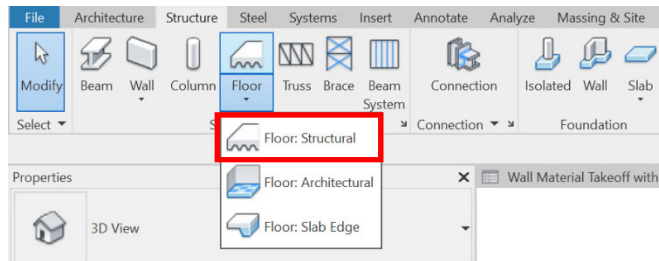 File Architecture Structure Steel Systems Insert Annotate Analyze Massing & Site
Modify Beam Wall Column Floor Truss Brace Beam System Connection Isolated Wall Slab
Select S Connection Foundation
Floor: Structural
Floor: Architectural
Floor: Slab Edge
Properties
3D View
Wall Material Takeoff with